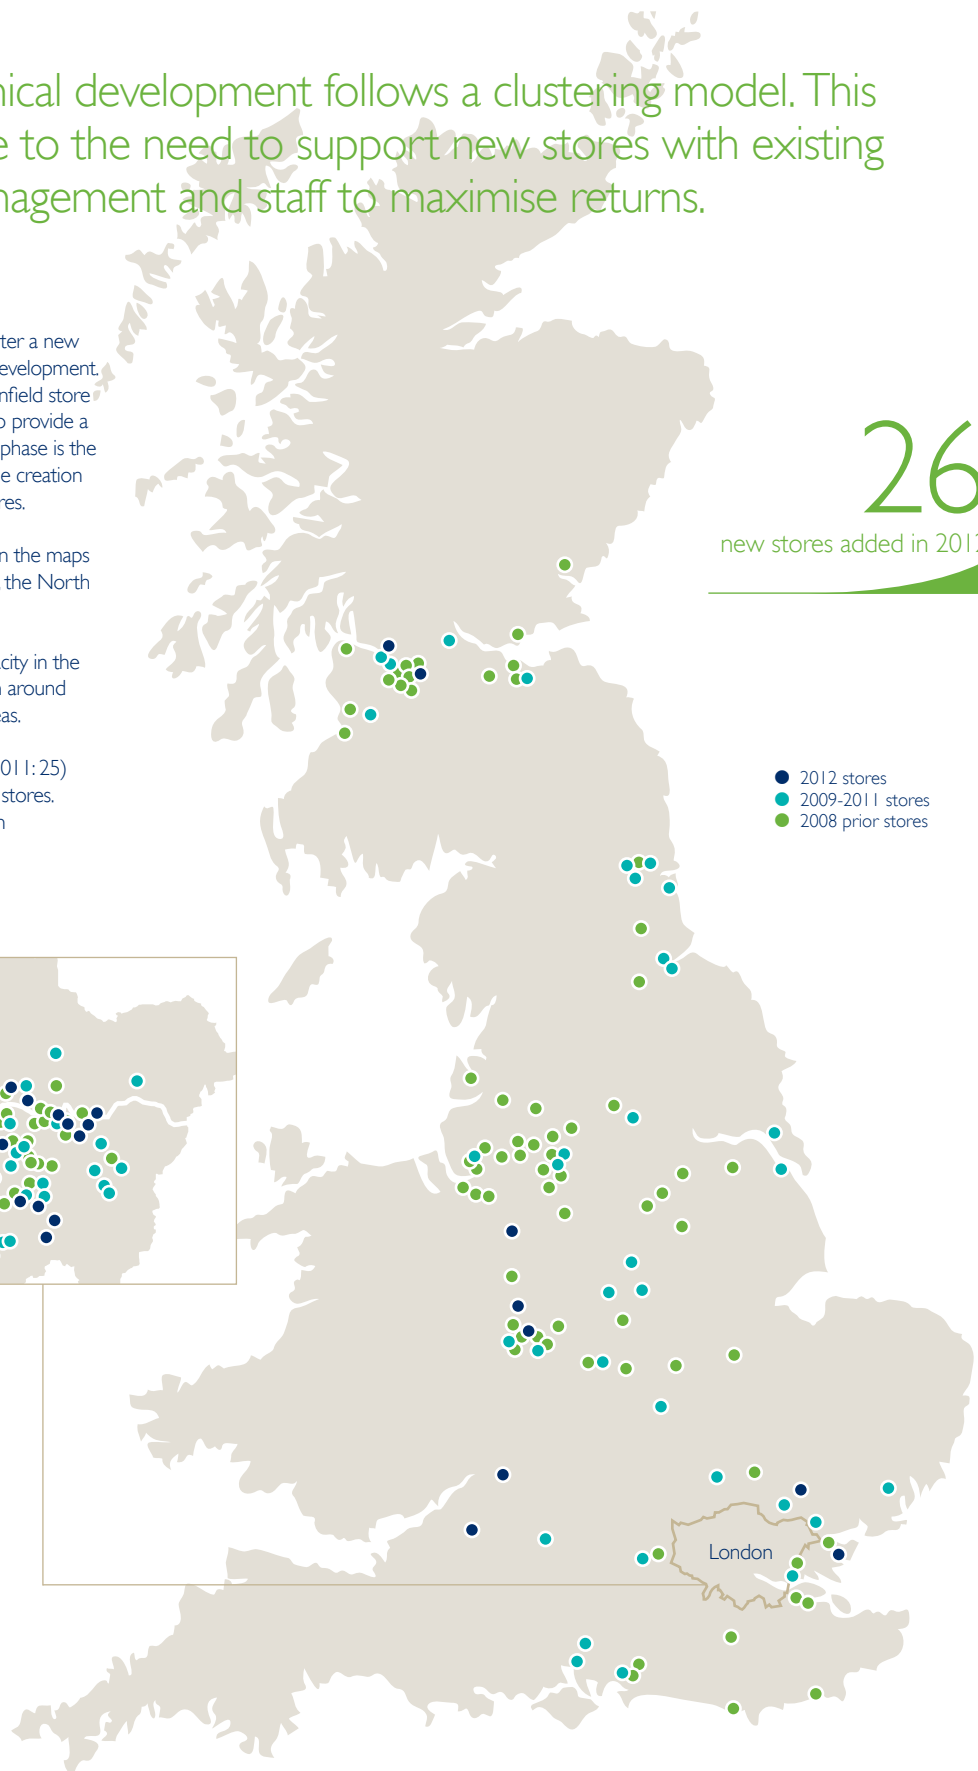 nical development follows a clustering model. This
e to the need to support new stores with existing
nagement and staff to maximise returns.
ter a new
evelopment.
nfield store
o provide a
phase is the
e creation
res.
n the maps
the North
city in the
around
eas.
011: 25)
stores.
26
new stores added in 2012
2012 stores
2009-2011 stores
2008 prior stores
London